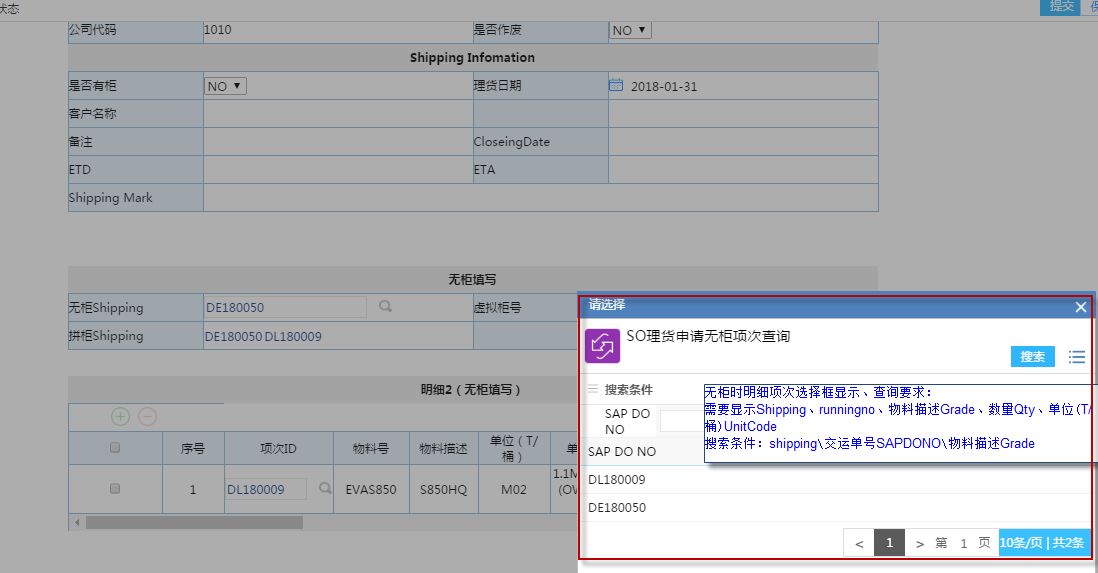 状态
提交
公司代码 1010 是否作废 NO
Shipping Infomation
是否有柜 NO 理货日期 2018-01-31
客户名称
备注 CloseingDate
ETD ETA
Shipping Mark
无柜填写
无柜Shipping DE180050 虚拟柜号
拼柜Shipping DE180050 DL180009
明细2（无柜填写）
序号 项次ID 物料号 物料描述 单位（T/桶）
1 DL180009 EVAS850 S850HQ M02
请选择
SO理货申请无柜项次查询
搜索
搜索条件
SAP DO NO
无柜时明细项次选择框显示、查询要求：
需要显示Shipping、runningno、物料描述Grade、数量Qty、单位(T/
桶)UnitCode
搜索条件：shipping\交运单号SAPDONO\物料描述Grade
SAP DO NO
DL180009
DE180050
< 1 > 第 1 页 10条/页 | 共2条